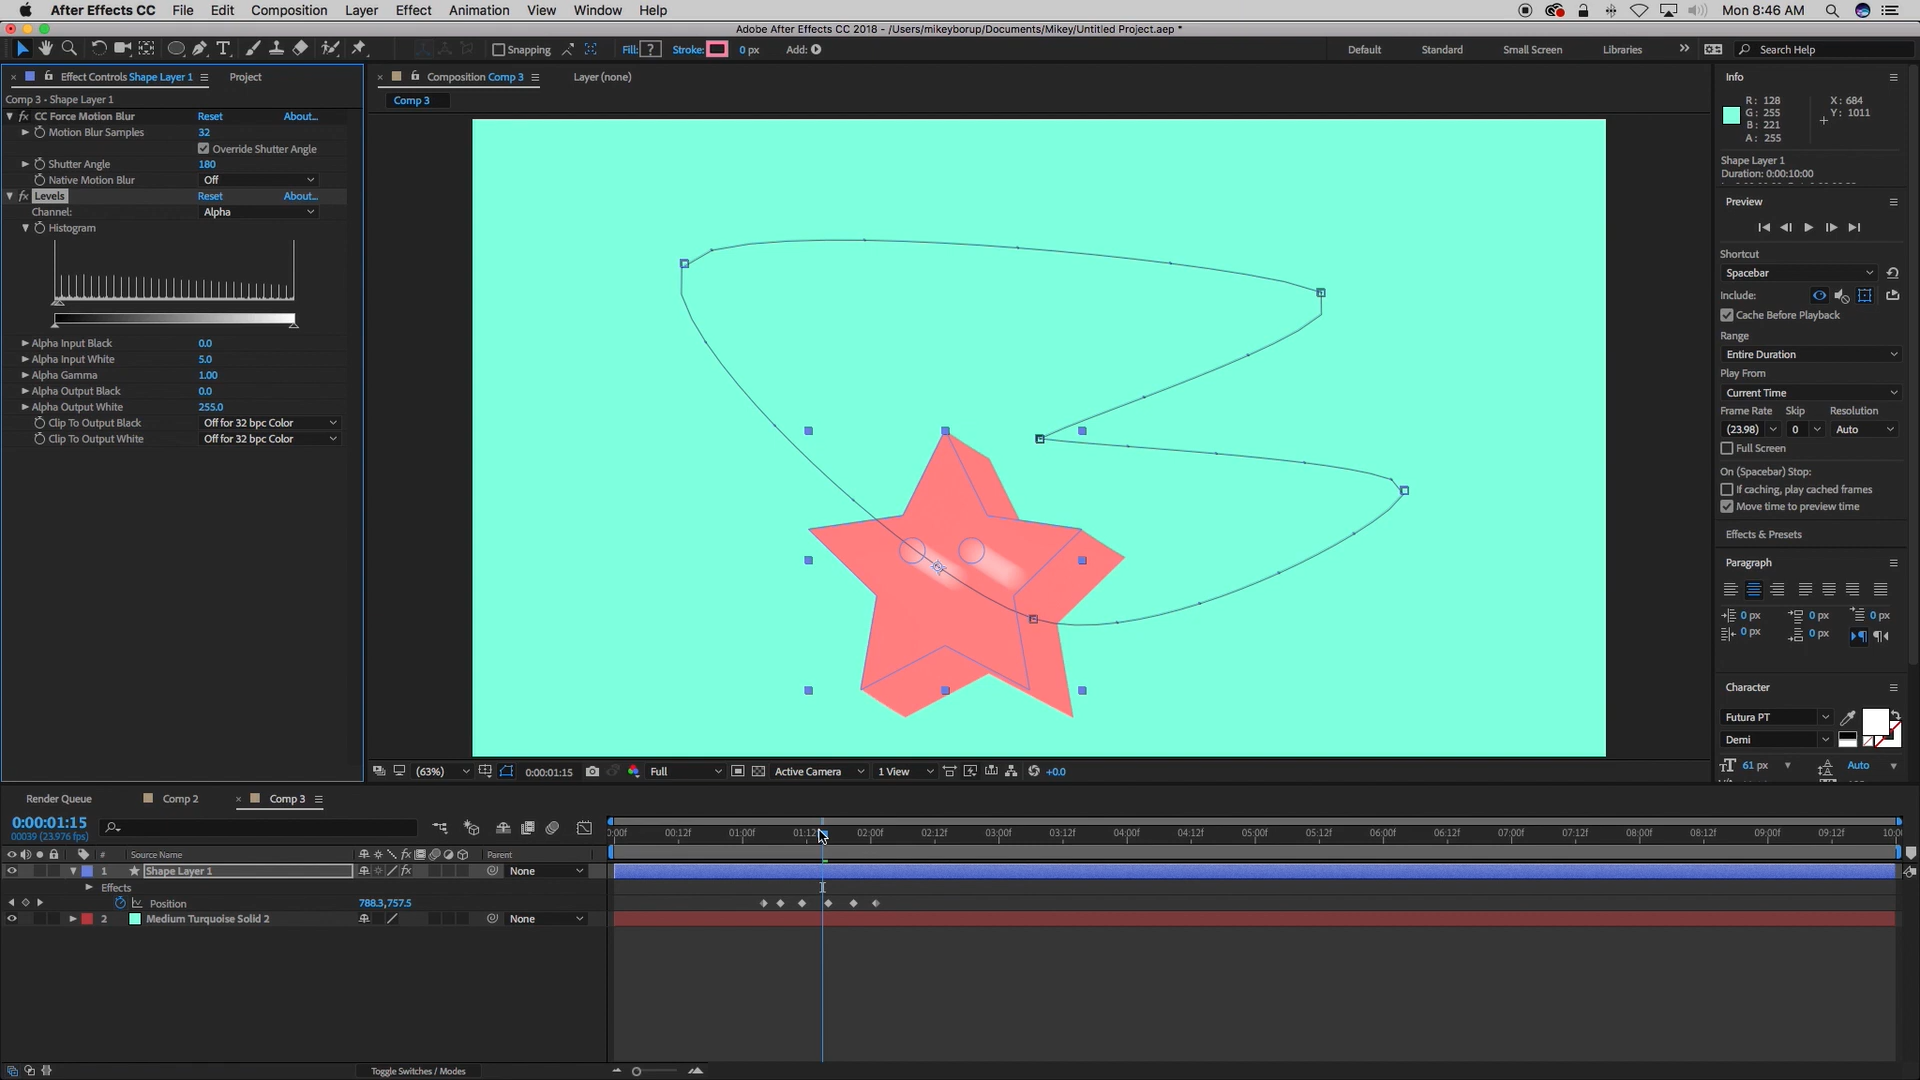 After Effects CC File Edit Composition Layer Effect Animation View Window Help Mon 8:46 AM
Adobe After Effects CC 2018 - /Users/mikeyborup/Documents/Mikey/Untitled Project.aep *
Snapping Fill: ? Stroke: 0 px Add: Default Standard Small Screen Libraries Search Help
Effect Controls Shape Layer 1 Project
Comp 3 • Shape Layer 1
fx CC Force Motion Blur Reset About...
Motion Blur Samples 32
Override Shutter Angle
Shutter Angle 180
Native Motion Blur Off
fx Levels Reset About...
Channel: Alpha
Histogram
Alpha Input Black 0.0
Alpha Input White 5.0
Alpha Gamma 1.00
Alpha Output Black 0.0
Alpha Output White 255.0
Clip To Output Black Off for 32 bpc Color
Clip To Output White Off for 32 bpc Color
Composition Comp 3 Layer (none)
Comp 3
(63%) 0:00:01:15 Full Active Camera 1 View +0.0
Info
R: 128 X: 684
G: 255 Y: 1011
B: 221
A: 255
Shape Layer 1
Duration: 0:00:10:00
Preview
Shortcut
Spacebar
Include:
Cache Before Playback
Range
Entire Duration
Play From
Current Time
Frame Rate Skip Resolution
(23.98) 0 Auto
Full Screen
On (Spacebar) Stop:
If caching, play cached frames
Move time to preview time
Effects & Presets
Paragraph
0 px 0 px 0 px
0 px 0 px
Character
Futura PT
Demi
61 px Auto
Render Queue Comp 2 Comp 3
0:00:01:15
00039 (23.976 fps)
:00f 00:12f 01:00f 01:12f 02:00f 02:12f 03:00f 03:12f 04:00f 04:12f 05:00f 05:12f 06:00f 06:12f 07:00f 07:12f 08:00f 08:12f 09:00f 09:12f 10:0
# Source Name fx Parent
1 Shape Layer 1 fx None
Effects
Position 788.3,757.5
2 Medium Turquoise Solid 2 None
Toggle Switches / Modes